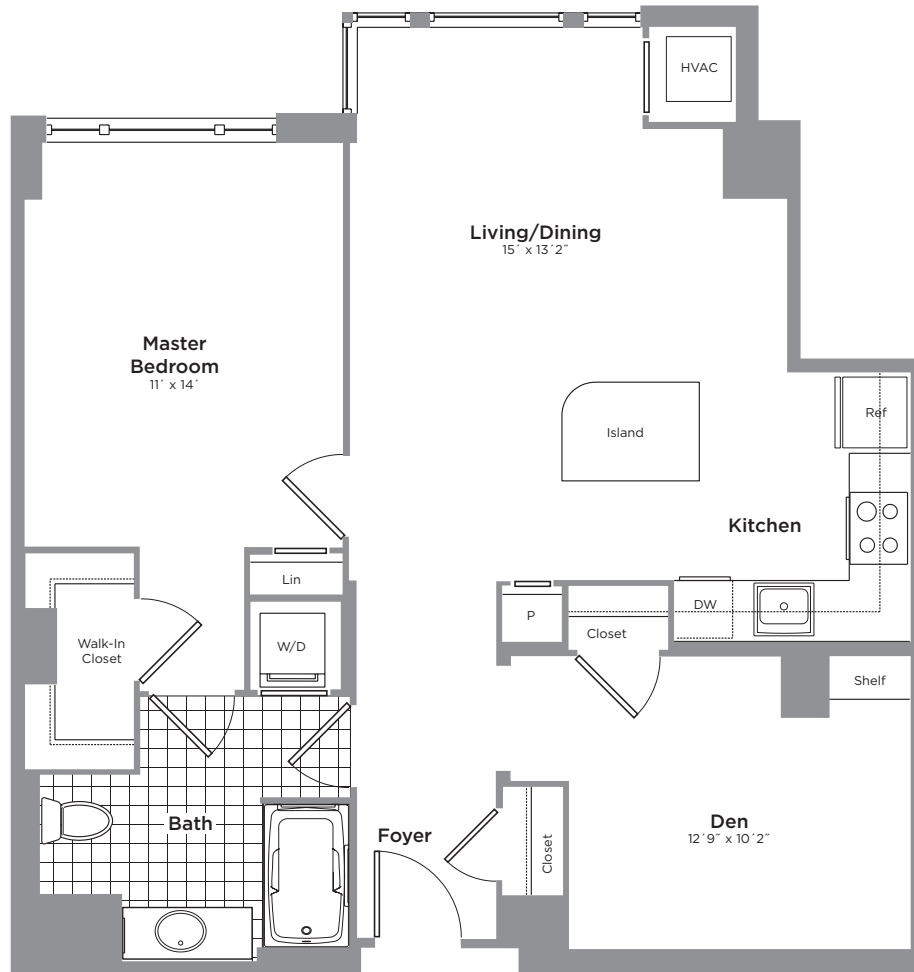 HVAC
Living/Dining
15´ x 13´2˝
Master
Bedroom
11´ x 14´
Ref
Island
Kitchen
Lin
P
DW
Closet
W/D
Walk-In
Closet
Shelf
Bath
Foyer
Closet
Den
12´9˝ x 10´2˝